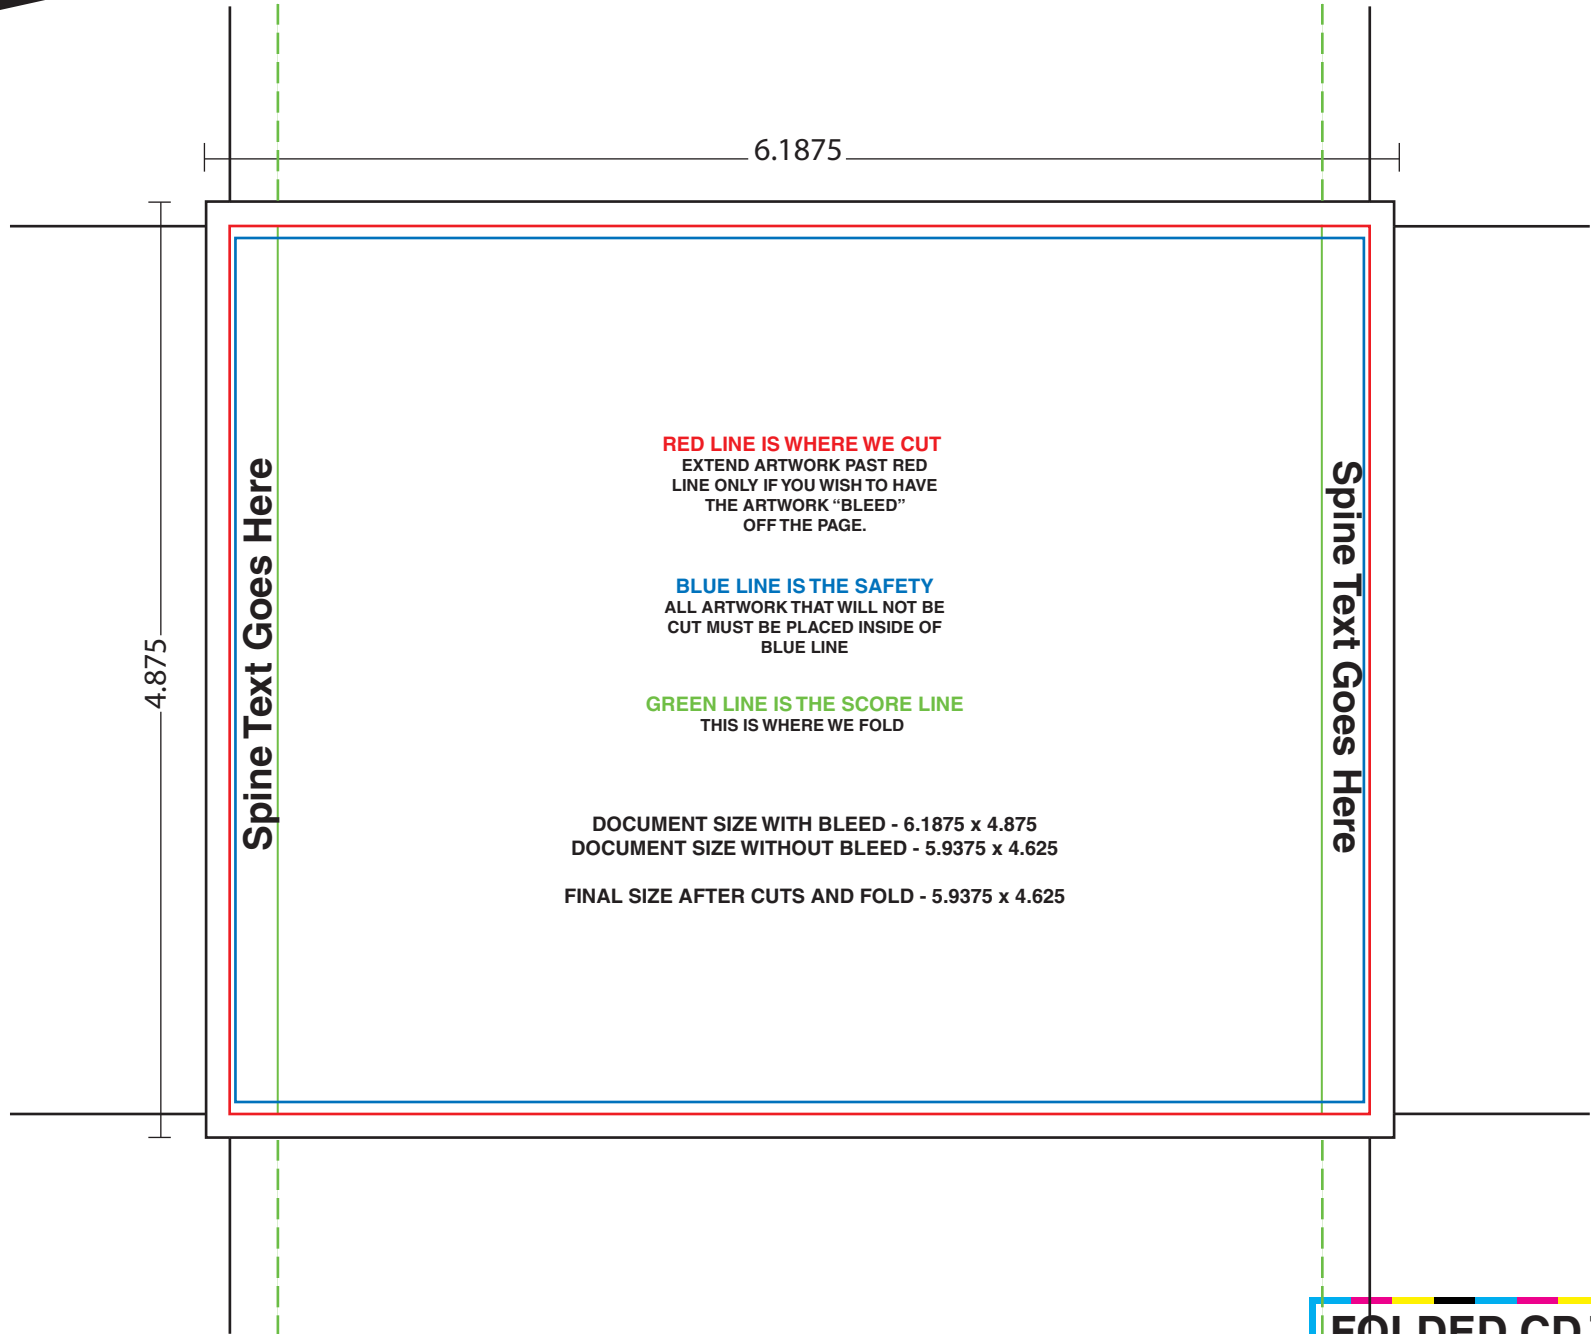 6.1875
4.875
Spine Text Goes Here
RED LINE IS WHERE WE CUT
EXTEND ARTWORK PAST RED
LINE ONLY IF YOU WISH TO HAVE
THE ARTWORK “BLEED”
OFF THE PAGE.
BLUE LINE IS THE SAFETY
ALL ARTWORK THAT WILL NOT BE
CUT MUST BE PLACED INSIDE OF
BLUE LINE
GREEN LINE IS THE SCORE LINE
THIS IS WHERE WE FOLD
DOCUMENT SIZE WITH BLEED - 6.1875 x 4.875
DOCUMENT SIZE WITHOUT BLEED - 5.9375 x 4.625
FINAL SIZE AFTER CUTS AND FOLD - 5.9375 x 4.625
Spine Text Goes Here
FOLDED CD